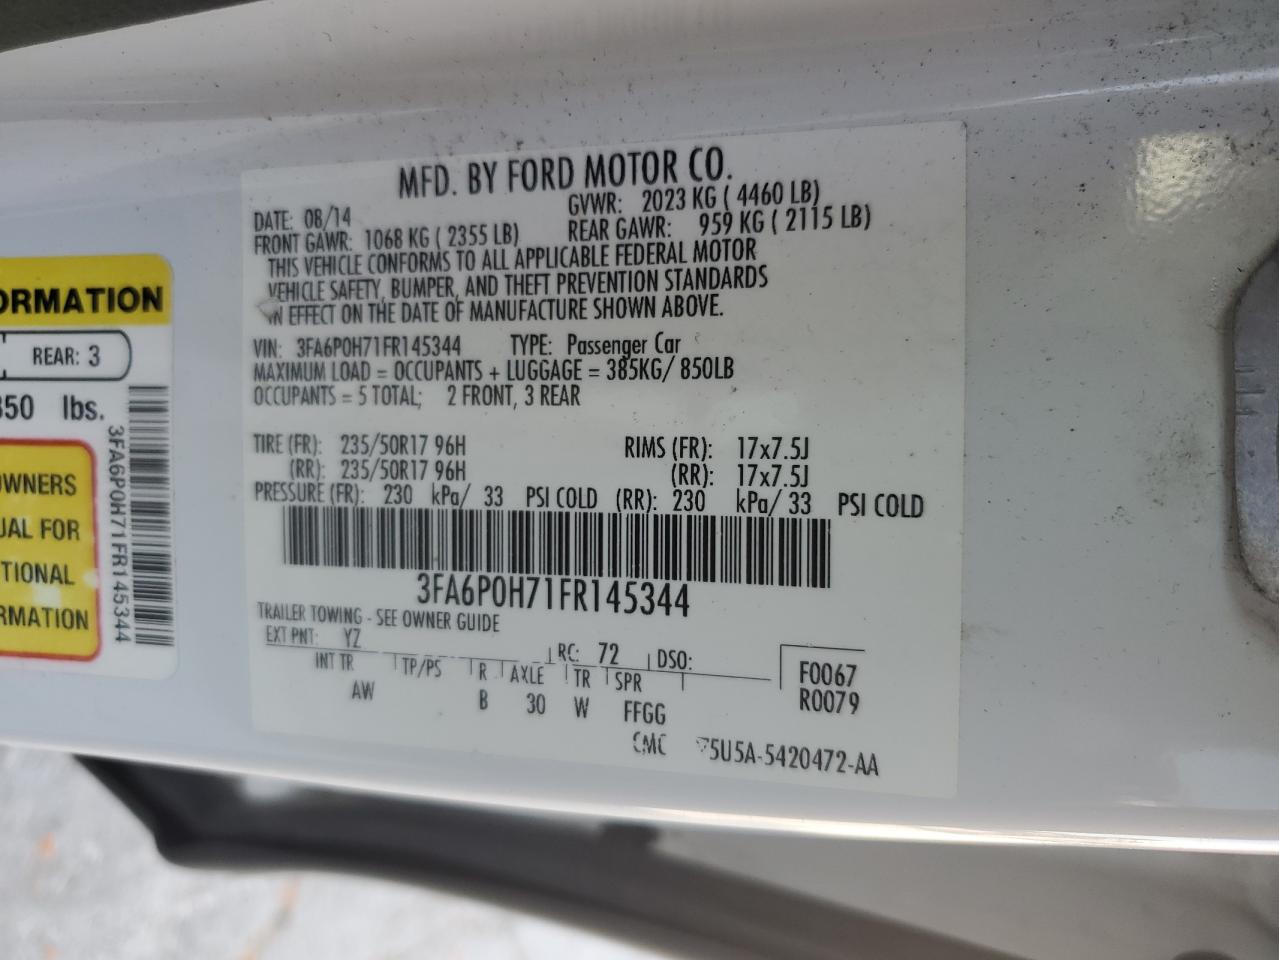 MFD. BY FORD MOTOR CO.
DATE: 08/14 GVWR: 2023 KG ( 4460 LB)
FRONT GAWR: 1068 KG ( 2355 LB) REAR GAWR: 959 KG ( 2115 LB)
THIS VEHICLE CONFORMS TO ALL APPLICABLE FEDERAL MOTOR
VEHICLE SAFETY, BUMPER, AND THEFT PREVENTION STANDARDS
IN EFFECT ON THE DATE OF MANUFACTURE SHOWN ABOVE.
VIN: 3FA6P0H71FR145344 TYPE: Passenger Car
MAXIMUM LOAD = OCCUPANTS + LUGGAGE = 385KG/ 850LB
OCCUPANTS = 5 TOTAL; 2 FRONT, 3 REAR
TIRE (FR): 235/50R17 96H RIMS (FR): 17x7.5J
(RR): 235/50R17 96H (RR): 17x7.5J
PRESSURE (FR): 230 kPa/ 33 PSI COLD (RR): 230 kPa/ 33 PSI COLD
3FA6P0H71FR145344
TRAILER TOWING - SEE OWNER GUIDE
EXT PNT: YZ RC: 72 DSO:
INT TR TP/PS R AXLE TR SPR F0067
AW B 30 W FFGG R0079
CMC 5U5A-5420472-AA
ORMATION
REAR: 3
850 lbs.
3FA6P0H71FR145344
OWNERS
UAL FOR
TIONAL
RMATION